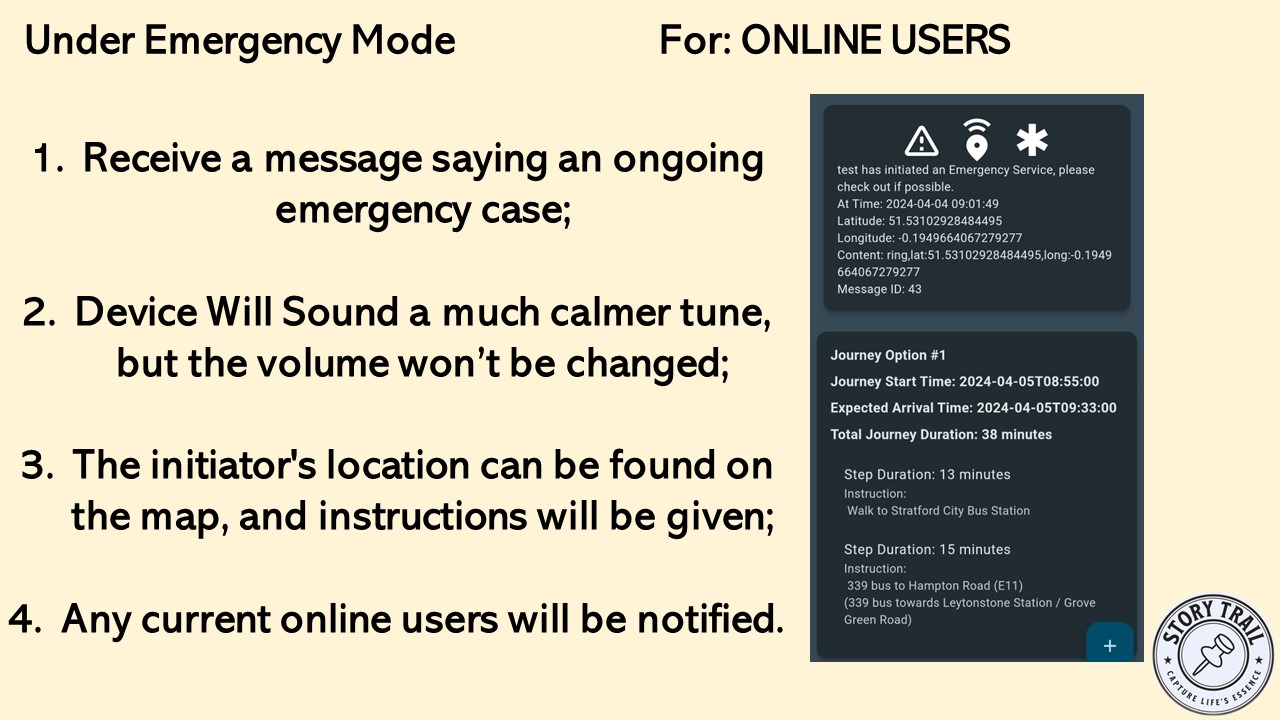 Under Emergency Mode
For: ONLINE USERS
1. Receive a message saying an ongoing
emergency case;
2. Device Will Sound a much calmer tune,
but the volume won't be changed;
3. The initiator's location can be found on
the map, and instructions will be given;
4. Any current online users will be notified.
test has initiated an Emergency Service, please
check out if possible.
At Time: 2024-04-04 09:01:49
Latitude: 51.53102928484495
Longitude: -0.1949664067279277
Content: ring,lat:51.53102928484495,long:-0.1949
664067279277
Message ID: 43
Journey Option #1
Journey Start Time: 2024-04-05T08:55:00
Expected Arrival Time: 2024-04-05T09:33:00
Total Journey Duration: 38 minutes
Step Duration: 13 minutes
Instruction:
Walk to Stratford City Bus Station
Step Duration: 15 minutes
Instruction:
339 bus to Hampton Road (E11)
(339 bus towards Leytonstone Station / Grove
Green Road)
+
STORY TRAIL
CAPTURE LIFE'S ESSENCE